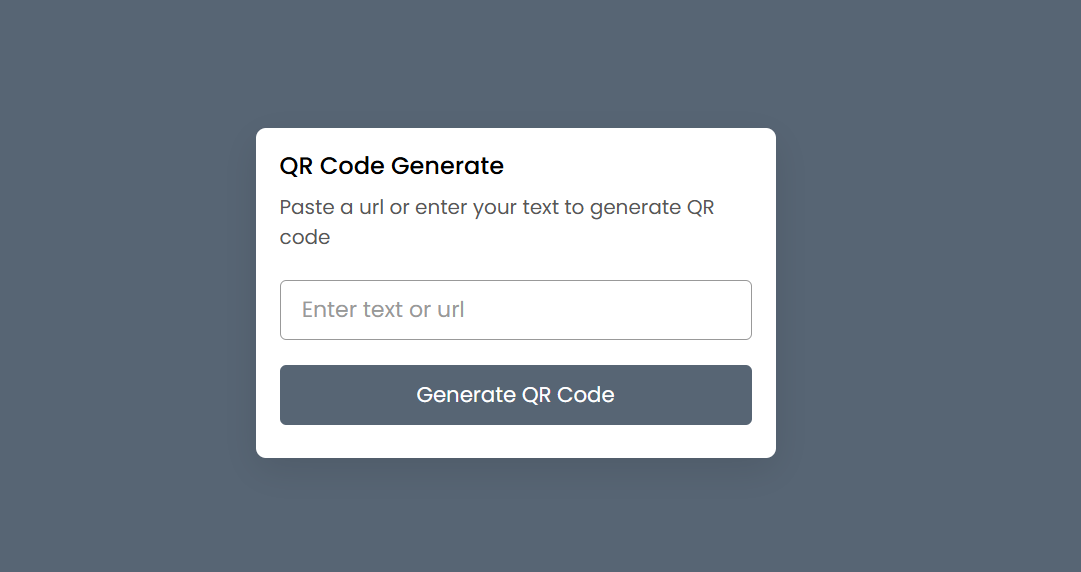 QR Code Generate
Paste a url or enter your text to generate QR
code
Enter text or url
Generate QR Code